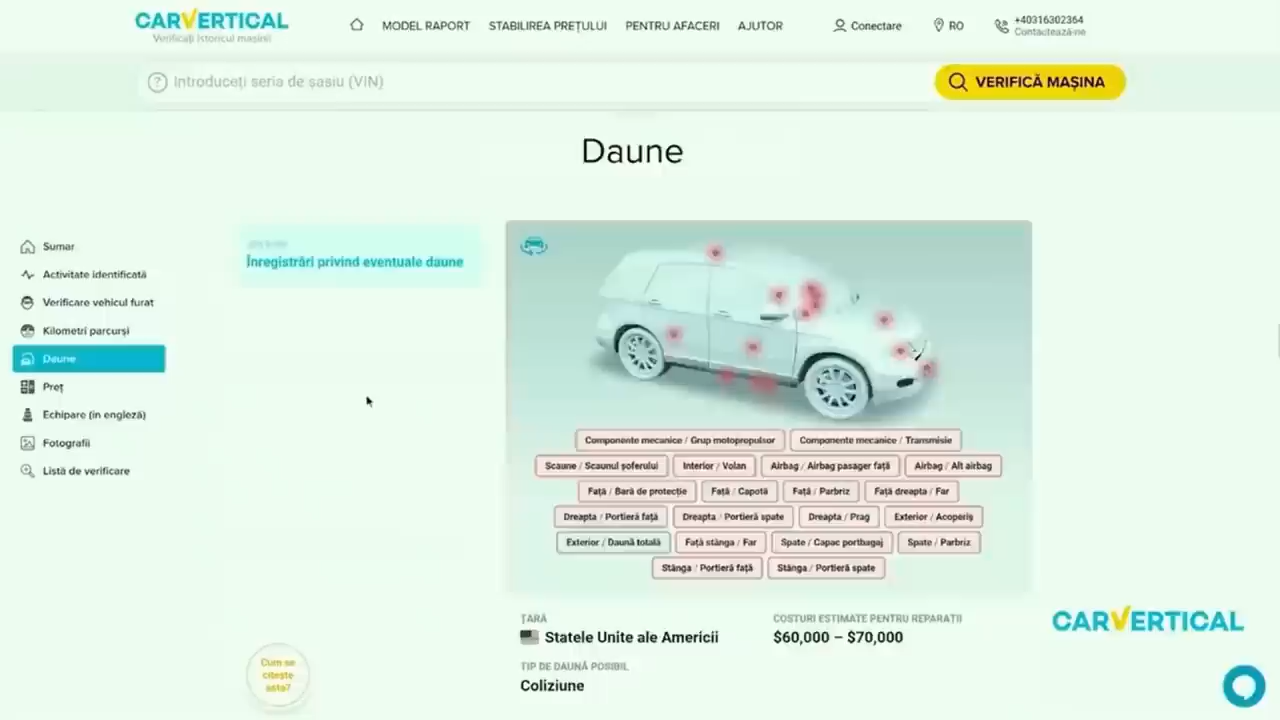 CARVERTICAL
Verificați istoricul mașinii
MODEL RAPORT
STABILIREA PREȚULUI
PENTRU AFACERI
AJUTOR
Conectare
RO
+40316302364
Contactează-ne
Introduceți seria de șasiu (VIN)
VERIFICĂ MAȘINA
Daune
Sumar
Activitate identificată
Verificare vehicul furat
Kilometri parcurși
Daune
Preț
Echipare (in engleză)
Fotografii
Listă de verificare
Înregistrări privind eventuale daune
Componente mecanice / Grup motopropulsor
Componente mecanice / Transmisie
Scaune / Scaunul șoferului
Interior / Volan
Airbag / Airbag pasager față
Airbag / Alt airbag
Față / Bară de protecție
Față / Capotă
Față / Parbriz
Față dreapta / Far
Dreapta / Portieră față
Dreapta / Portieră spate
Dreapta / Prag
Exterior / Acoperiș
Exterior / Daună totală
Față stânga / Far
Spate / Capac portbagaj
Spate / Parbriz
Stânga / Portieră față
Stânga / Portieră spate
ȚARĂ
Statele Unite ale Americii
COSTURI ESTIMATE PENTRU REPARAȚII
$60,000 – $70,000
TIP DE DAUNĂ POSIBIL
Coliziune
Cum se
citește
asta?
CARVERTICAL